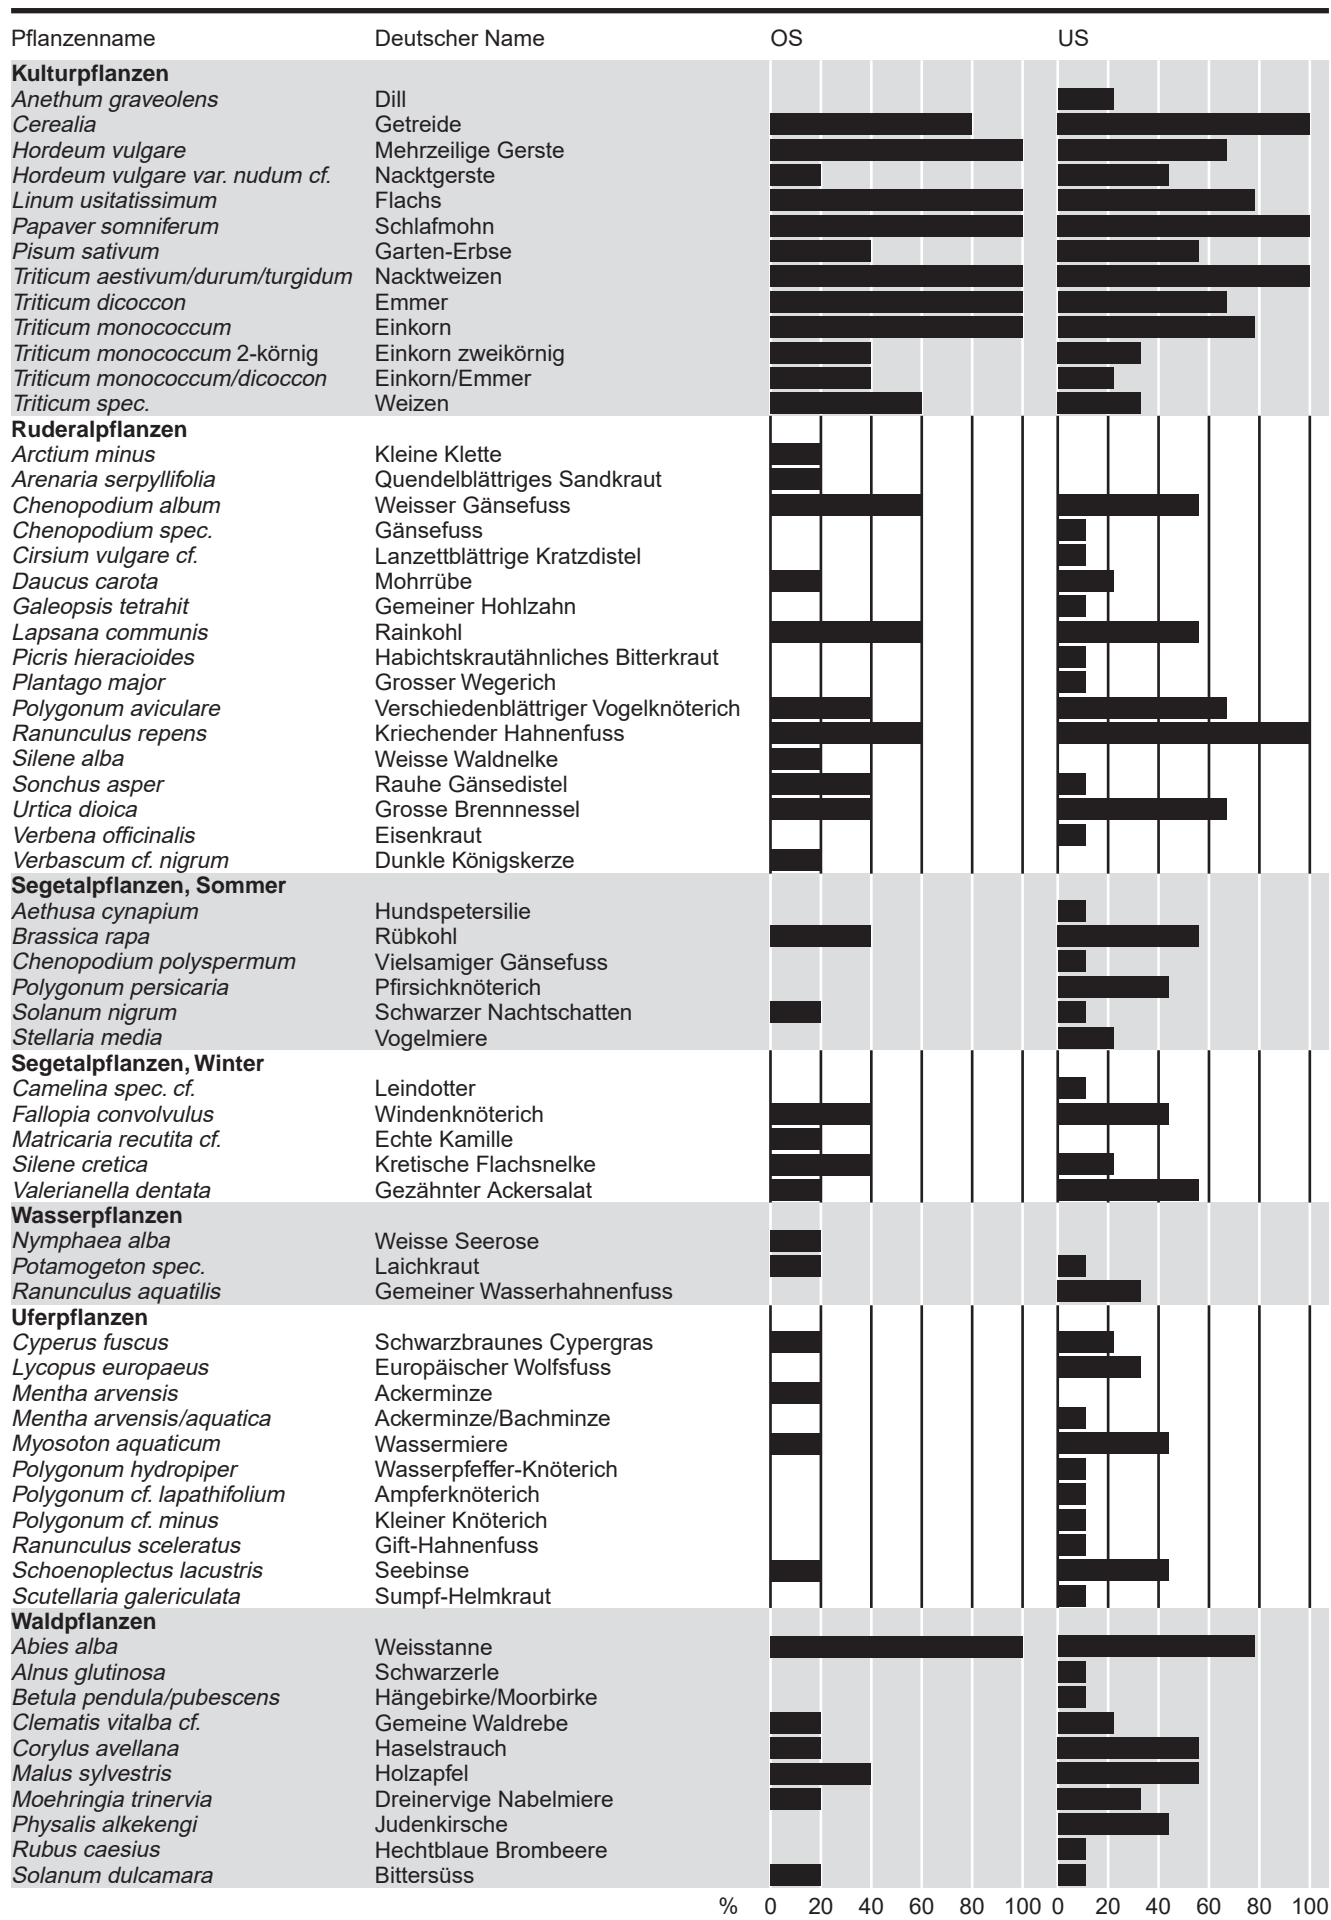 Pflanzenname Deutscher Name OS US
Kulturpflanzen
Anethum graveolens Dill
Cerealia Getreide
Hordeum vulgare Mehrzeilige Gerste
Hordeum vulgare var. nudum cf. Nacktgerste
Linum usitatissimum Flachs
Papaver somniferum Schlafmohn
Pisum sativum Garten-Erbse
Triticum aestivum/durum/turgidum Nacktweizen
Triticum dicoccon Emmer
Triticum monococcum Einkorn
Triticum monococcum 2-körnig Einkorn zweikörnig
Triticum monococcum/dicoccon Einkorn/Emmer
Triticum spec. Weizen
Ruderalpflanzen
Arctium minus Kleine Klette
Arenaria serpyllifolia Quendelblättriges Sandkraut
Chenopodium album Weisser Gänsefuss
Chenopodium spec. Gänsefuss
Cirsium vulgare cf. Lanzettblättrige Kratzdistel
Daucus carota Mohrrübe
Galeopsis tetrahit Gemeiner Hohlzahn
Lapsana communis Rainkohl
Picris hieracioides Habichtskrautähnliches Bitterkraut
Plantago major Grosser Wegerich
Polygonum aviculare Verschiedenblättriger Vogelknöterich
Ranunculus repens Kriechender Hahnenfuss
Silene alba Weisse Waldnelke
Sonchus asper Rauhe Gänsedistel
Urtica dioica Grosse Brennnessel
Verbena officinalis Eisenkraut
Verbascum cf. nigrum Dunkle Königskerze
Segetalpflanzen, Sommer
Aethusa cynapium Hundspetersilie
Brassica rapa Rübkohl
Chenopodium polyspermum Vielsamiger Gänsefuss
Polygonum persicaria Pfirsichknöterich
Solanum nigrum Schwarzer Nachtschatten
Stellaria media Vogelmiere
Segetalpflanzen, Winter
Camelina spec. cf. Leindotter
Fallopia convolvulus Windenknöterich
Matricaria recutita cf. Echte Kamille
Silene cretica Kretische Flachsnelke
Valerianella dentata Gezähnter Ackersalat
Wasserpflanzen
Nymphaea alba Weisse Seerose
Potamogeton spec. Laichkraut
Ranunculus aquatilis Gemeiner Wasserhahnenfuss
Uferpflanzen
Cyperus fuscus Schwarzbraunes Cypergras
Lycopus europaeus Europäischer Wolfsfuss
Mentha arvensis Ackerminze
Mentha arvensis/aquatica Ackerminze/Bachminze
Myosoton aquaticum Wassermiere
Polygonum hydropiper Wasserpfeffer-Knöterich
Polygonum cf. lapathifolium Ampferknöterich
Polygonum cf. minus Kleiner Knöterich
Ranunculus sceleratus Gift-Hahnenfuss
Schoenoplectus lacustris Seebinse
Scutellaria galericulata Sumpf-Helmkraut
Waldpflanzen
Abies alba Weisstanne
Alnus glutinosa Schwarzerle
Betula pendula/pubescens Hängebirke/Moorbirke
Clematis vitalba cf. Gemeine Waldrebe
Corylus avellana Haselstrauch
Malus sylvestris Holzapfel
Moehringia trinervia Dreinervige Nabelmiere
Physalis alkekengi Judenkirsche
Rubus caesius Hechtblaue Brombeere
Solanum dulcamara Bittersüss
% 0 20 40 60 80 100 0 20 40 60 80 100